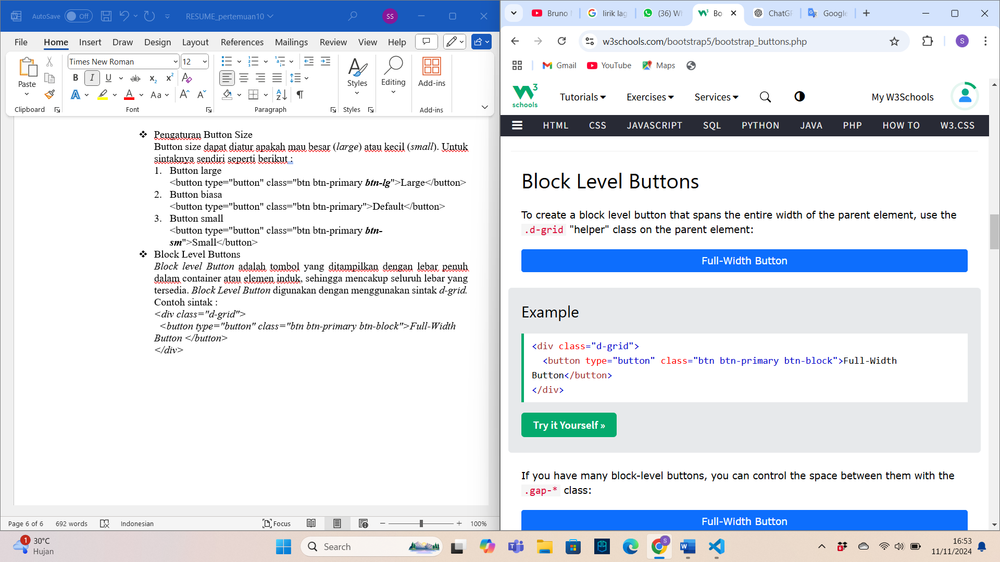 AutoSave Off RESUME_pertemuan10 SS
File Home Insert Draw Design Layout References Mailings Review View Help
Times New Roman 12
Paste Styles Editing Add-ins
Clipboard Font Paragraph Styles Add-ins
Pengaturan Button Size
Button size dapat diatur apakah mau besar (large) atau kecil (small). Untuk
sintaknya sendiri seperti berikut :
1. Button large
<button type="button" class="btn btn-primary btn-lg">Large</button>
2. Button biasa
<button type="button" class="btn btn-primary">Default</button>
3. Button small
<button type="button" class="btn btn-primary btn-
sm">Small</button>
Block Level Buttons
Block level Button adalah tombol yang ditampilkan dengan lebar penuh
dalam container atau elemen induk, sehingga mencakup seluruh lebar yang
tersedia. Block Level Button digunakan dengan menggunakan sintak d-grid.
Contoh sintak :
<div class="d-grid">
<button type="button" class="btn btn-primary btn-block">Full-Width
Button </button>
</div>
Page 6 of 6 692 words Indonesian Focus 100%
Bruno lirik lag (36) W Bo ChatGP Google
w3schools.com/bootstrap5/bootstrap_buttons.php S
Gmail YouTube Maps
W3 schools Tutorials Exercises Services My W3Schools
HTML CSS JAVASCRIPT SQL PYTHON JAVA PHP HOW TO W3.CSS
Block Level Buttons
To create a block level button that spans the entire width of the parent element, use the
.d-grid "helper" class on the parent element:
Full-Width Button
Example
<div class="d-grid">
<button type="button" class="btn btn-primary btn-block">Full-Width
Button</button>
</div>
Try it Yourself »
If you have many block-level buttons, you can control the space between them with the
.gap-* class:
Full-Width Button
1 30°C
Hujan
Search
16:53
11/11/2024